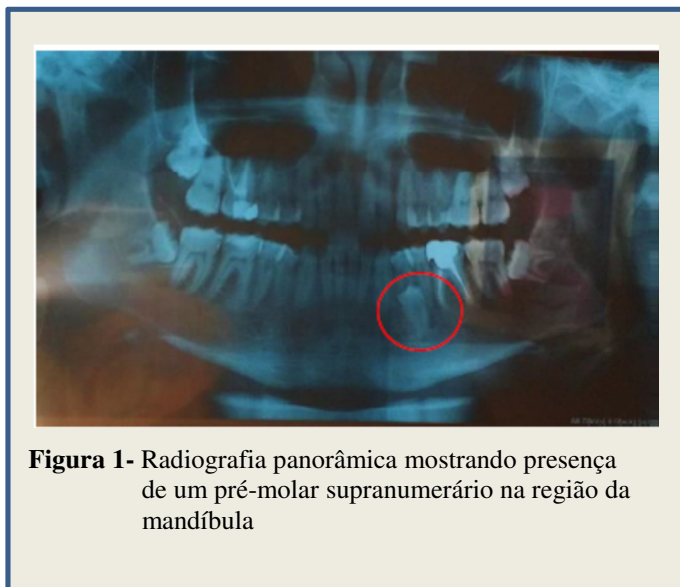 Figura 1- Radiografia panorâmica mostrando presença
de um pré-molar supranumerário na região da
mandíbula